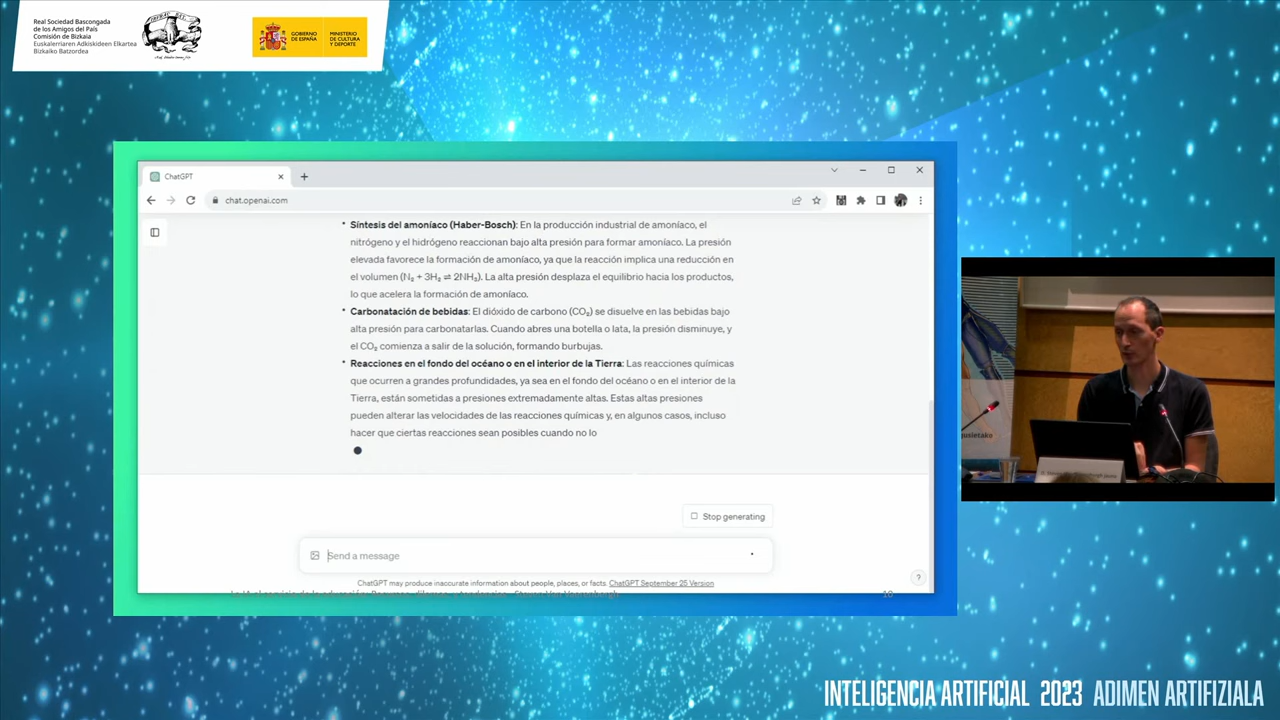 Real Sociedad Bascongada
de los Amigos del País
Comisión de Bizkaia
Euskalerriaren Adiskideen Elkartea
Bizkaiko Batzordea
GOBIERNO
DE ESPAÑA
MINISTERIO
DE CULTURA
Y DEPORTE
ChatGPT
chat.openai.com
• Síntesis del amoníaco (Haber-Bosch): En la producción industrial de amoníaco, el
nitrógeno y el hidrógeno reaccionan bajo alta presión para formar amoníaco. La presión
elevada favorece la formación de amoníaco, ya que la reacción implica una reducción en
el volumen (N₂ + 3H₂ ⇌ 2NH₃). La alta presión desplaza el equilibrio hacia los productos,
lo que acelera la formación de amoníaco.
• Carbonatación de bebidas: El dióxido de carbono (CO₂) se disuelve en las bebidas bajo
alta presión para carbonatarlas. Cuando abres una botella o lata, la presión disminuye, y
el CO₂ comienza a salir de la solución, formando burbujas.
• Reacciones en el fondo del océano o en el interior de la Tierra: Las reacciones químicas
que ocurren a grandes profundidades, ya sea en el fondo del océano o en el interior de la
Tierra, están sometidas a presiones extremadamente altas. Estas altas presiones
pueden alterar las velocidades de las reacciones químicas y, en algunos casos, incluso
hacer que ciertas reacciones sean posibles cuando no lo
Stop generating
Send a message
ChatGPT may produce inaccurate information about people, places, or facts. ChatGPT September 25 Version
?
INTELIGENCIA ARTIFICIAL 2023 ADIMEN ARTIFIZIALA